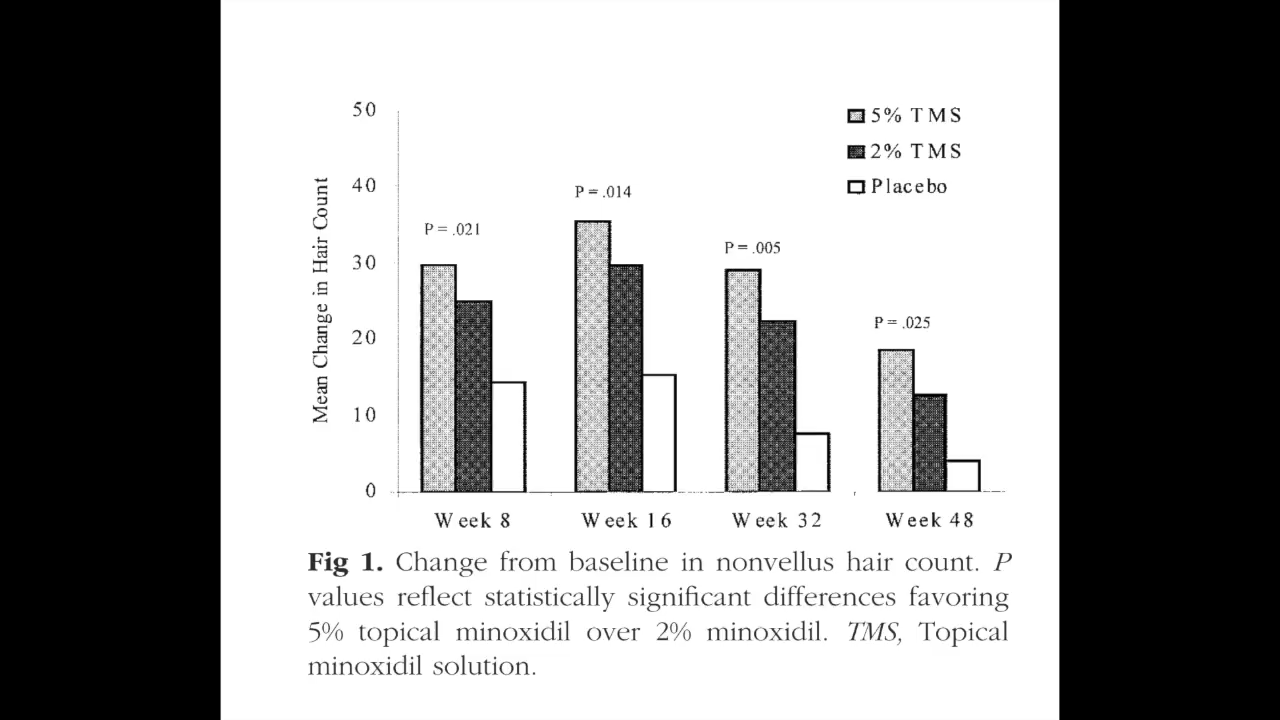 50
5% TMS
2% TMS
40
P = .014
Placebo
P = .021
P = .005
30
P = .025
20
10
0
Mean Change in Hair Count
Week 8
Week 16
Week 32
Week 48
Fig 1. Change from baseline in nonvellus hair count. P
values reflect statistically significant differences favoring
5% topical minoxidil over 2% minoxidil. TMS, Topical
minoxidil solution.